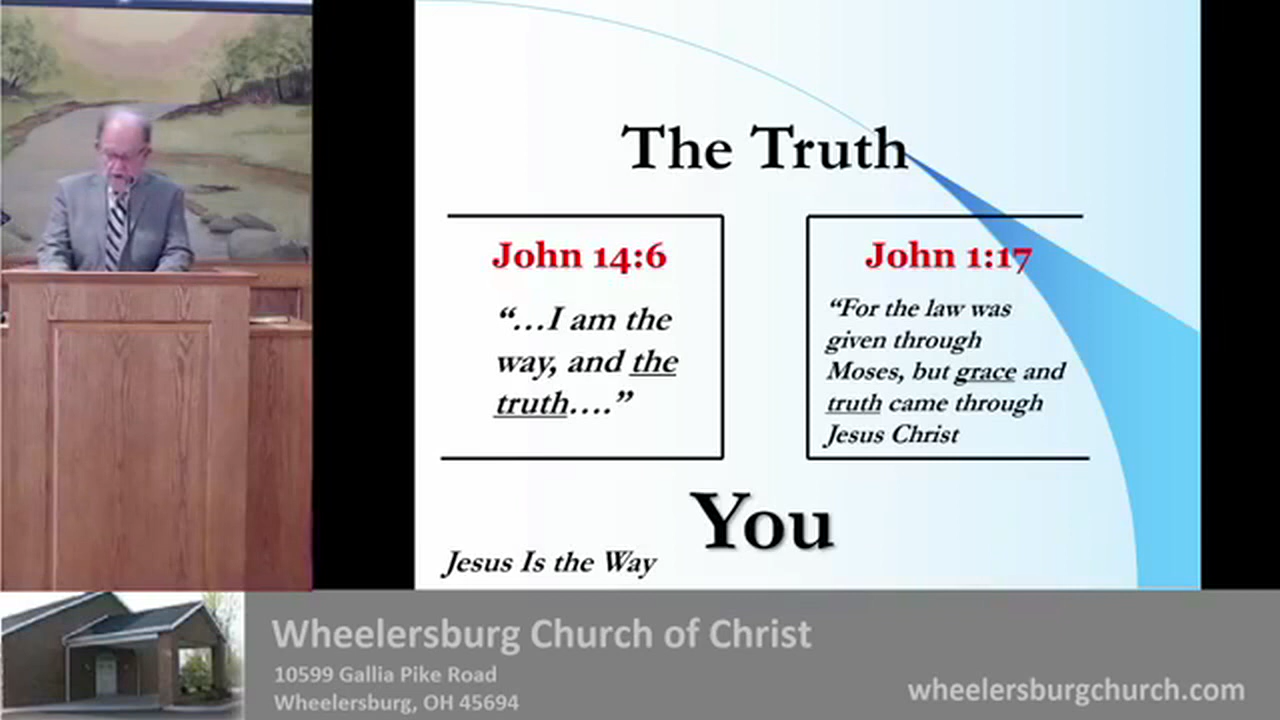 The Truth
John 14:6
“…I am the
way, and the
truth….”
John 1:17
“For the law was
given through
Moses, but grace and
truth came through
Jesus Christ
You
Jesus Is the Way
Wheelersburg Church of Christ
10599 Gallia Pike Road
Wheelersburg, OH 45694
wheelersburgchurch.com